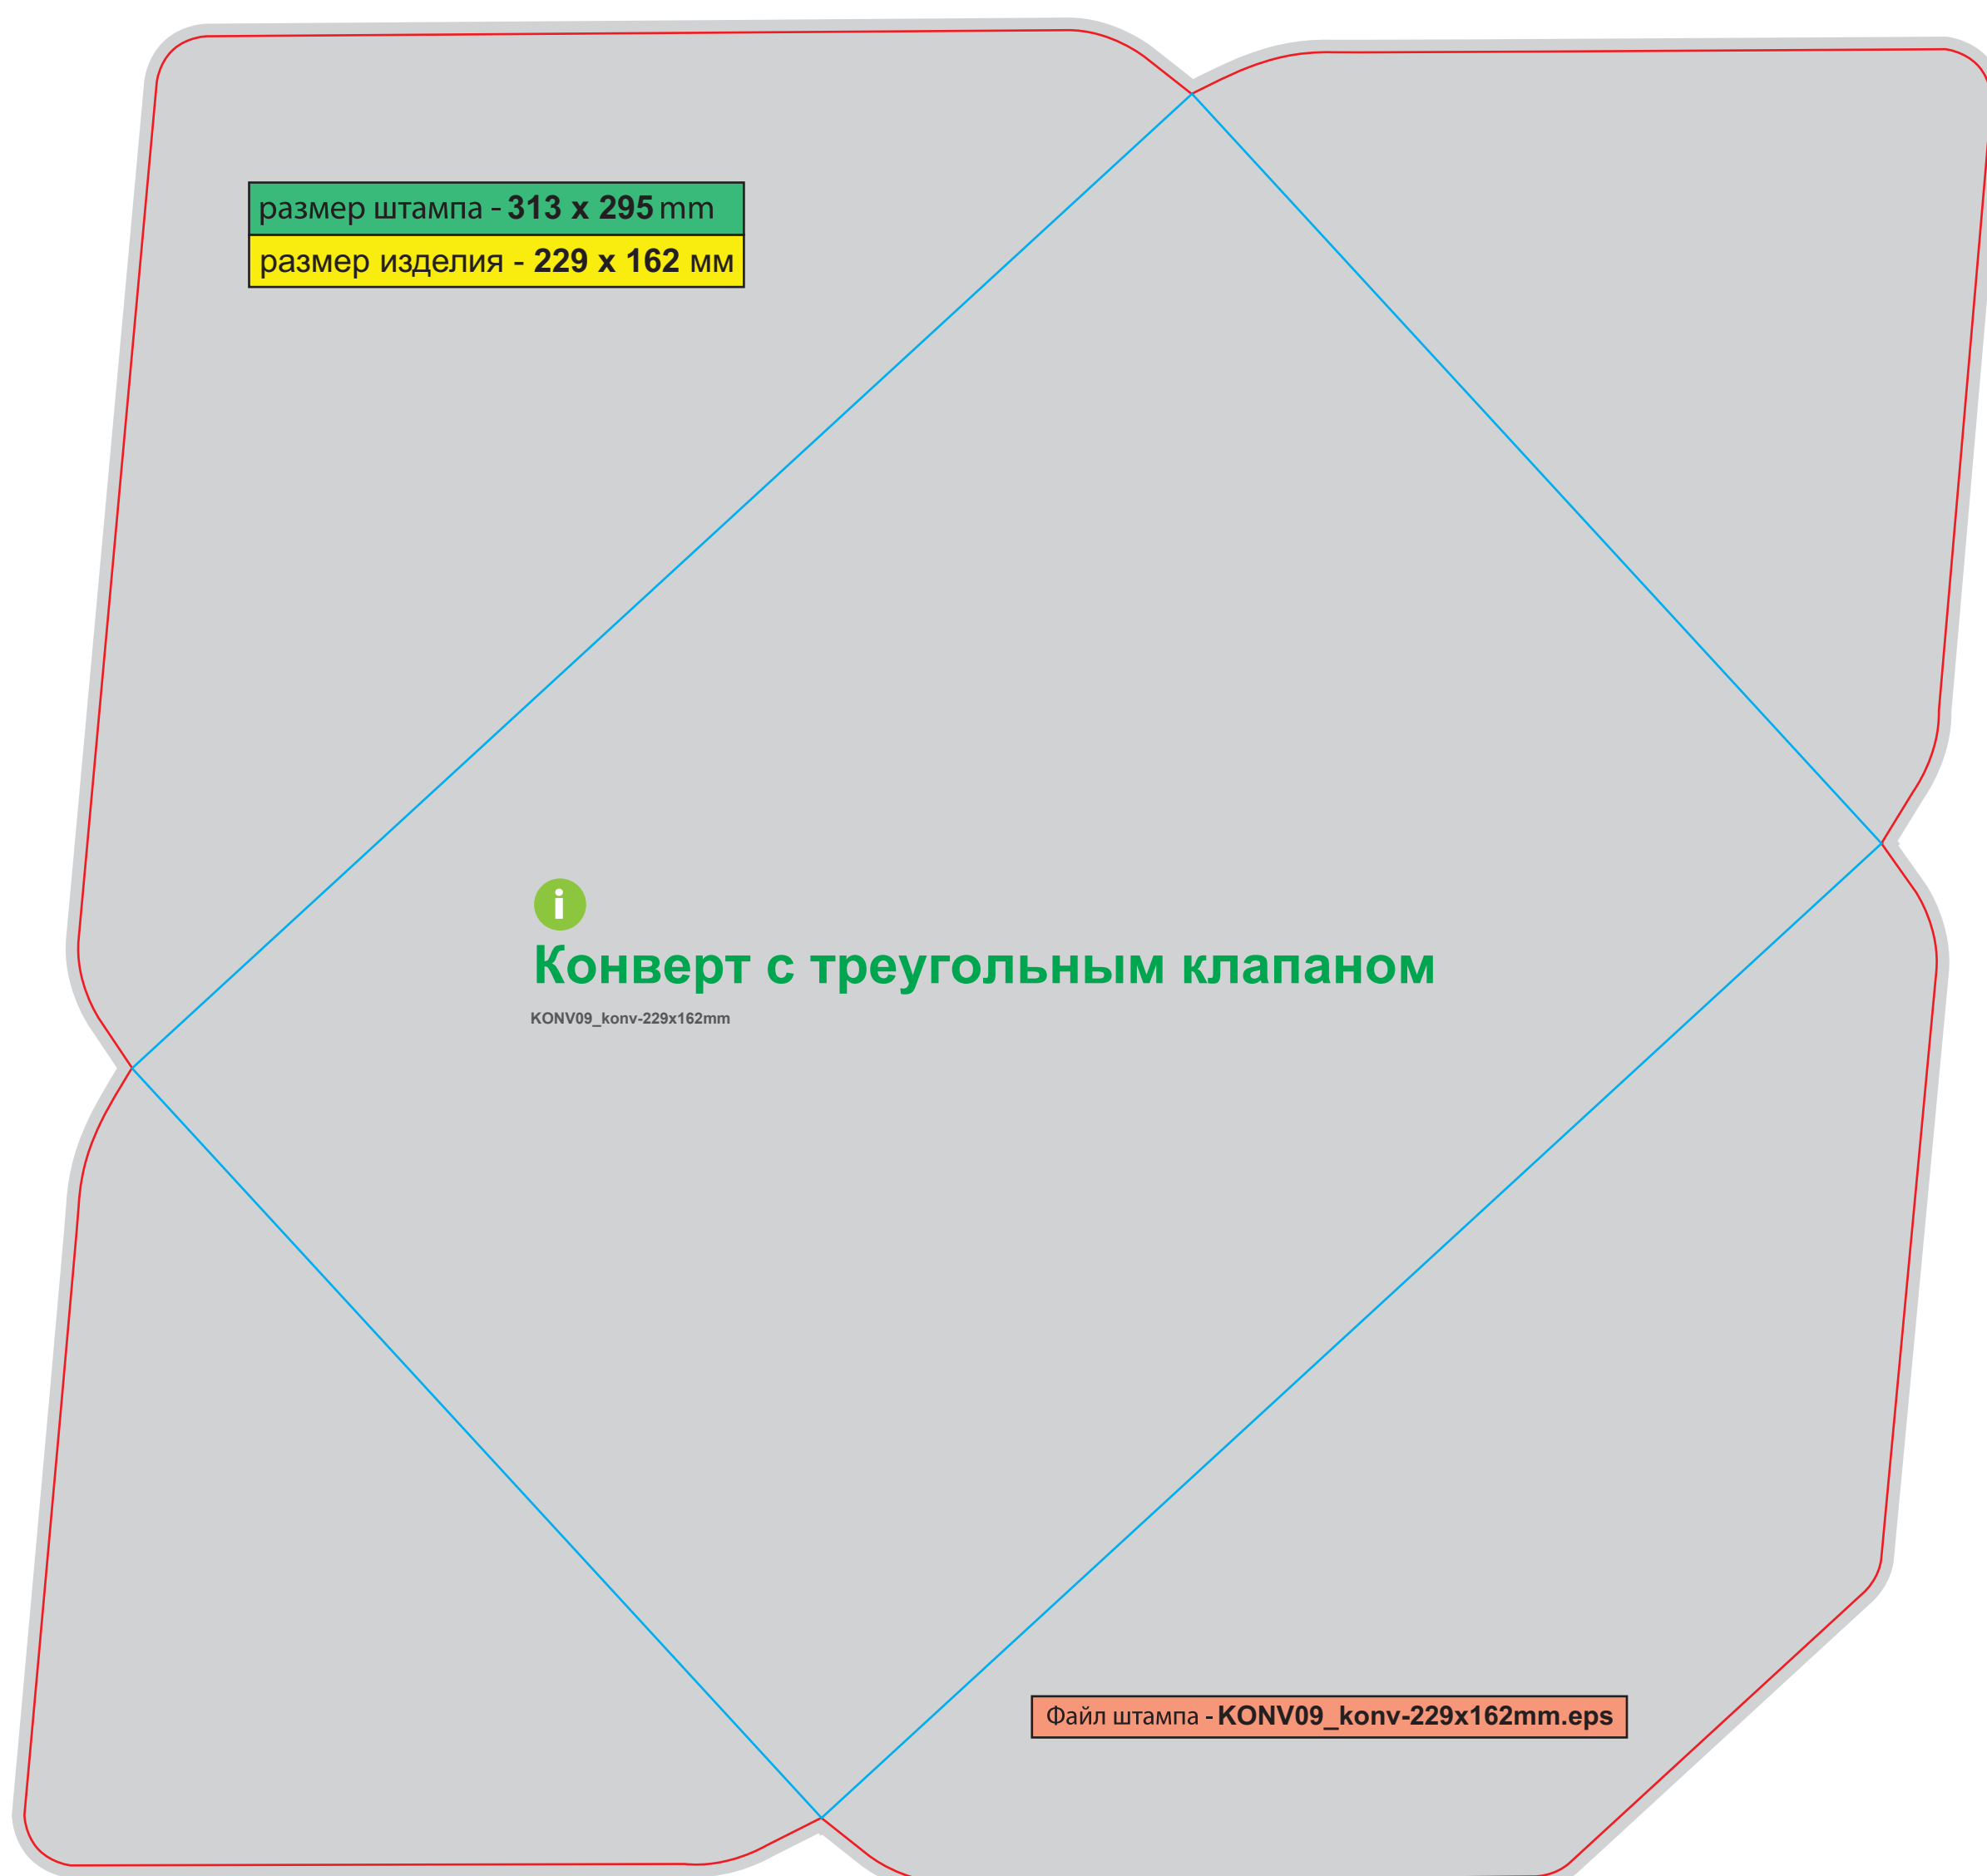 размер штампа - 313 x 295 mm
размер изделия - 229 x 162 мм
i
Конверт с треугольным клапаном
KONV09_konv-229x162mm
Файл штампа - KONV09_konv-229x162mm.eps